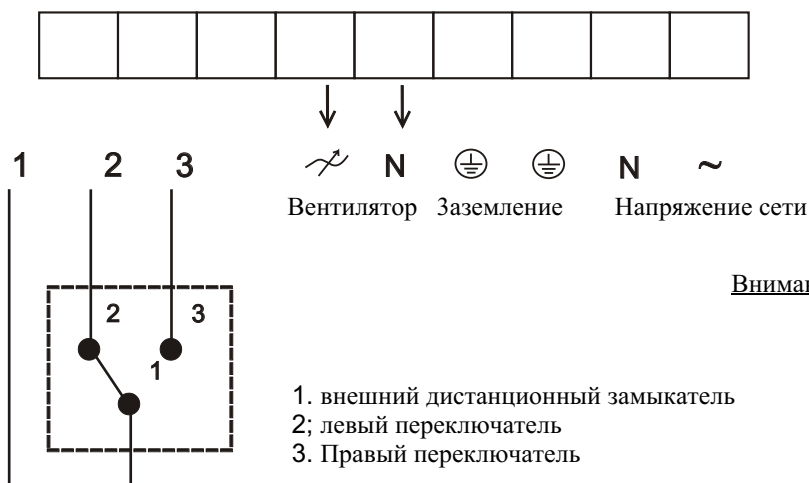 1 2 3 N N ~
Вентилятор Заземление Напряжение сети
2 3
1
1. внешний дистанционный замыкатель
2; левый переключатель
3. Правый переключатель